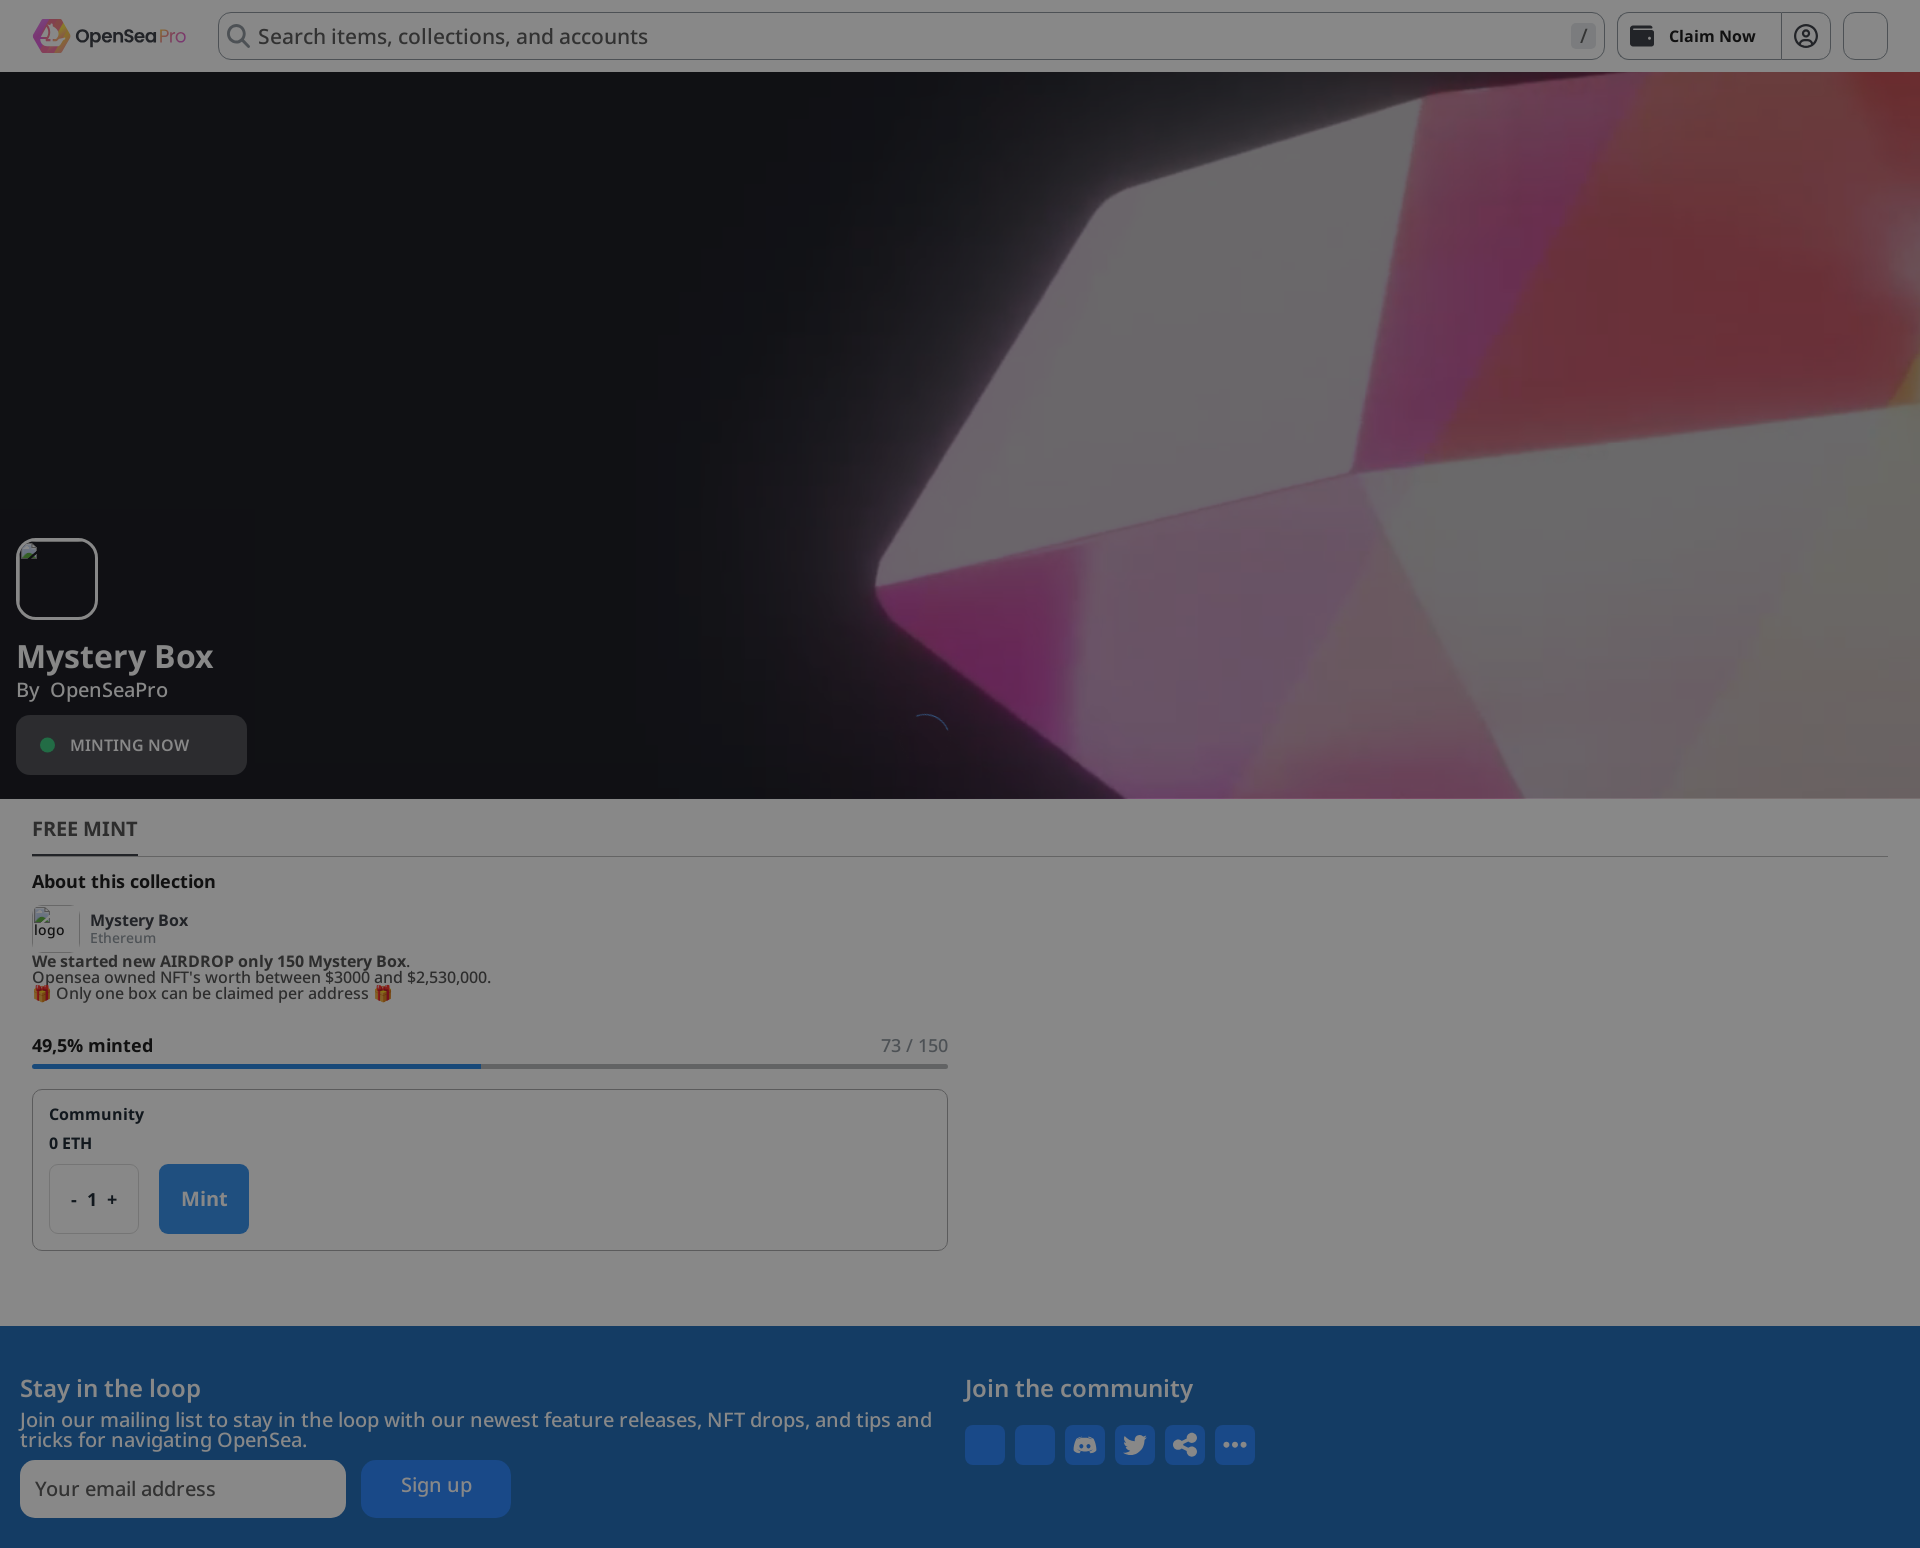 OpenSea Pro
Search items, collections, and accounts
/
Claim Now
Mystery Box
By OpenSeaPro
MINTING NOW
FREE MINT
About this collection
logo
Mystery Box
Ethereum
We started new AIRDROP only 150 Mystery Box.
Opensea owned NFT's worth between $3000 and $2,530,000.
🎁 Only one box can be claimed per address 🎁
49,5% minted
73 / 150
Community
0 ETH
- 1 +
Mint
Stay in the loop
Join our mailing list to stay in the loop with our newest feature releases, NFT drops, and tips and
tricks for navigating OpenSea.
Your email address
Sign up
Join the community